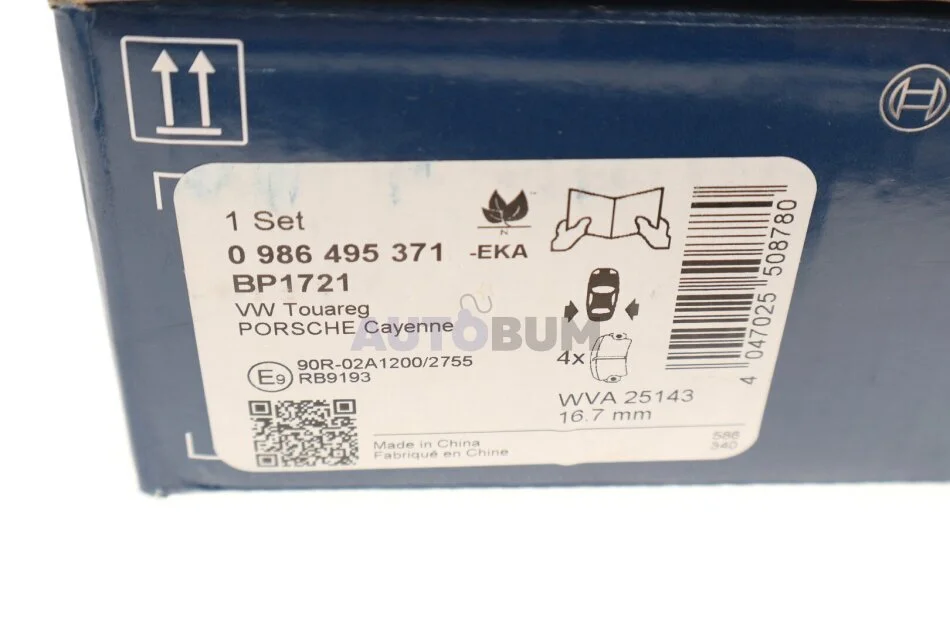 1 Set
0 986 495 371 -EKA
BP1721
VW Touareg
PORSCHE Cayenne
AUTOBUM
E9
90R-02A1200/2755
RB9193
4x
WVA 25143
16.7 mm
Made in China
Fabriqué en Chine
586
940
4 047025 508780